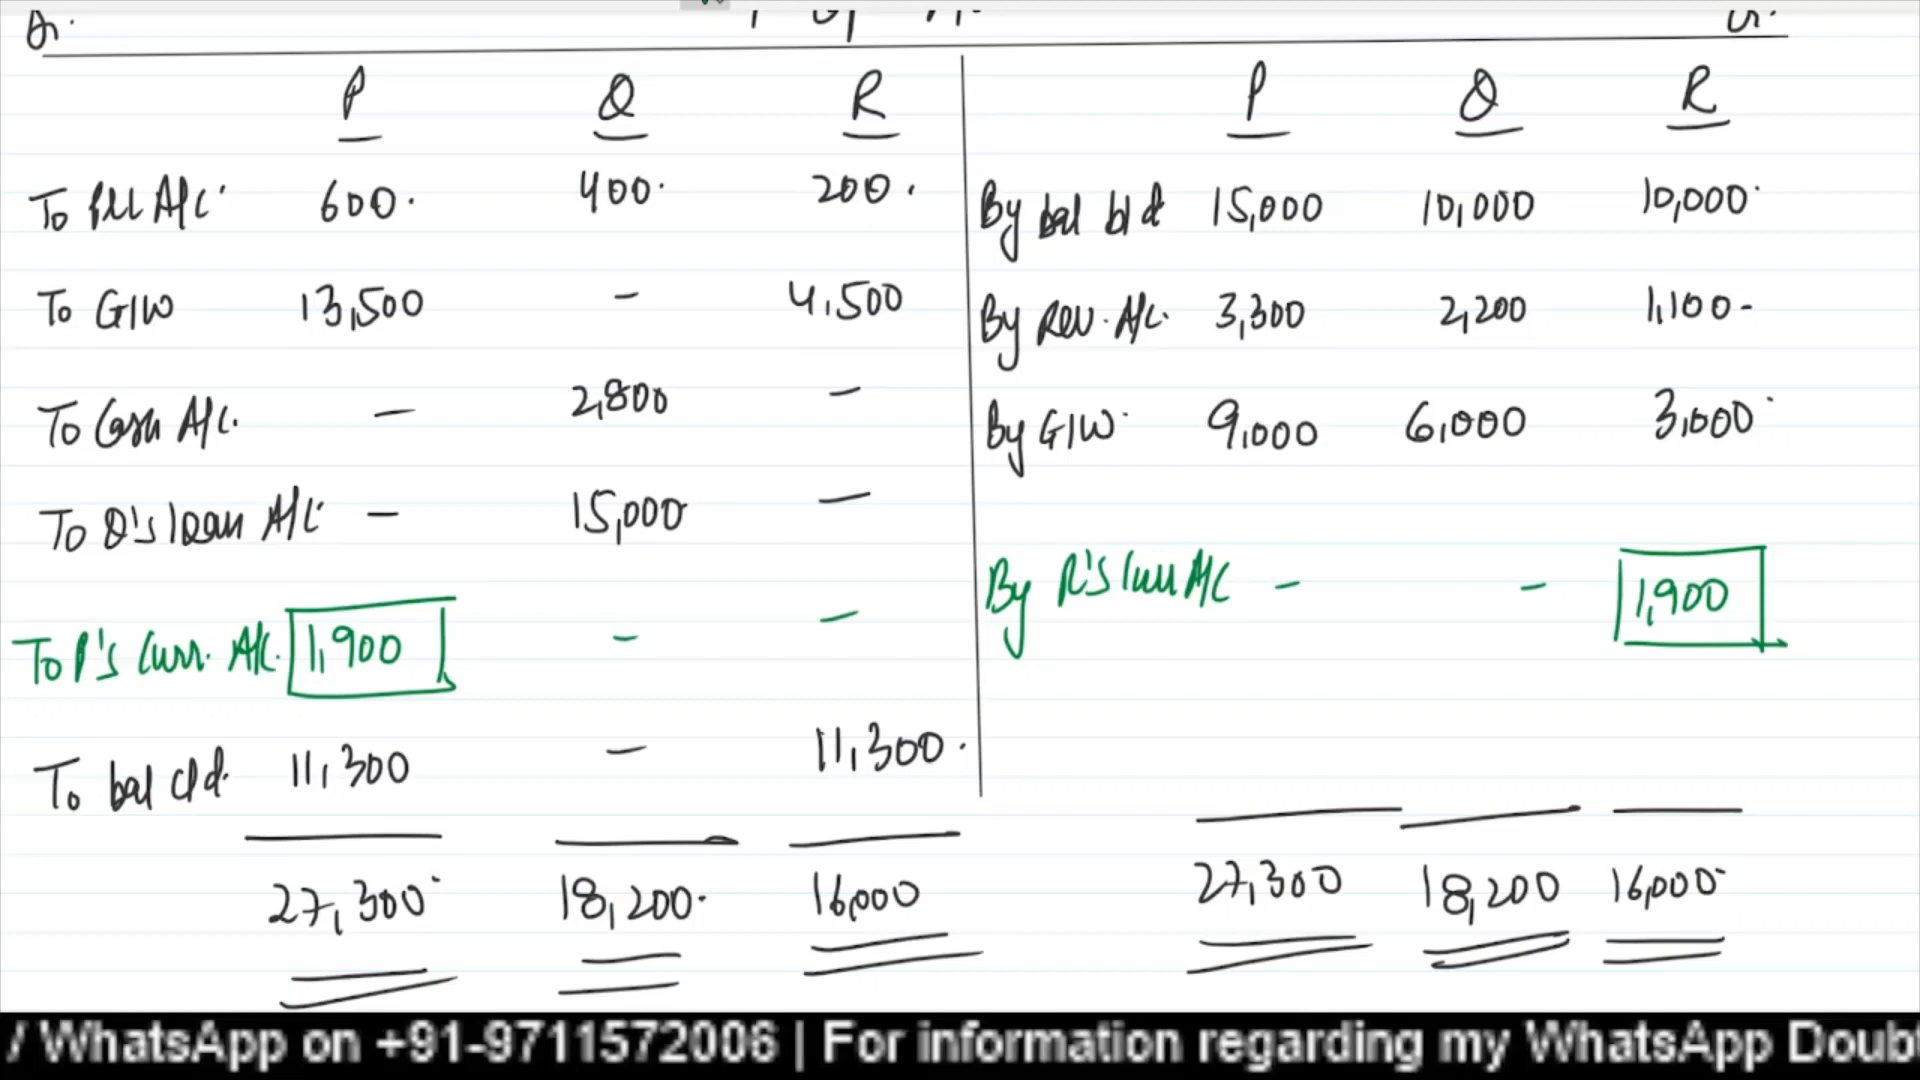 Dr. Cr.
P Q R P Q R
To P&L A/c 600. 400. 200. By bal b/d 15,000 10,000 10,000
To G/W 13,500 - 4,500 By Rev. A/c. 3,300 2,200 1,100-
To Cash A/c. - 2,800 - By G/W 9,000 6,000 3,000
To Q's loan A/c - 15,000 -
By R's Curr A/c - - 1,900
To P's Curr. A/c. 1,900 - -
To bal c/d. 11,300 - 11,300.
27,300 18,200. 16,000 27,300 18,200 16,000
/ WhatsApp on +91-9711572006 | For information regarding my WhatsApp Doub